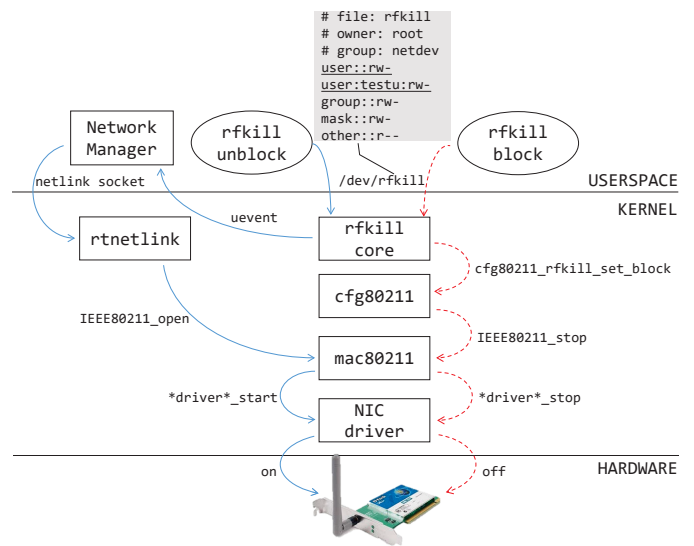 # file: rfkill
# owner: root
# group: netdev
user::rw-
user:testu:rw-
group::rw-
mask::rw-
other::r--
Network
Manager
rfkill
unblock
rfkill
block
netlink socket
/dev/rfkill
USERSPACE
KERNEL
uevent
rtnetlink
rfkill
core
cfg80211_rfkill_set_block
cfg80211
IEEE80211_open
IEEE80211_stop
mac80211
*driver*_start
*driver*_stop
NIC
driver
on
off
HARDWARE